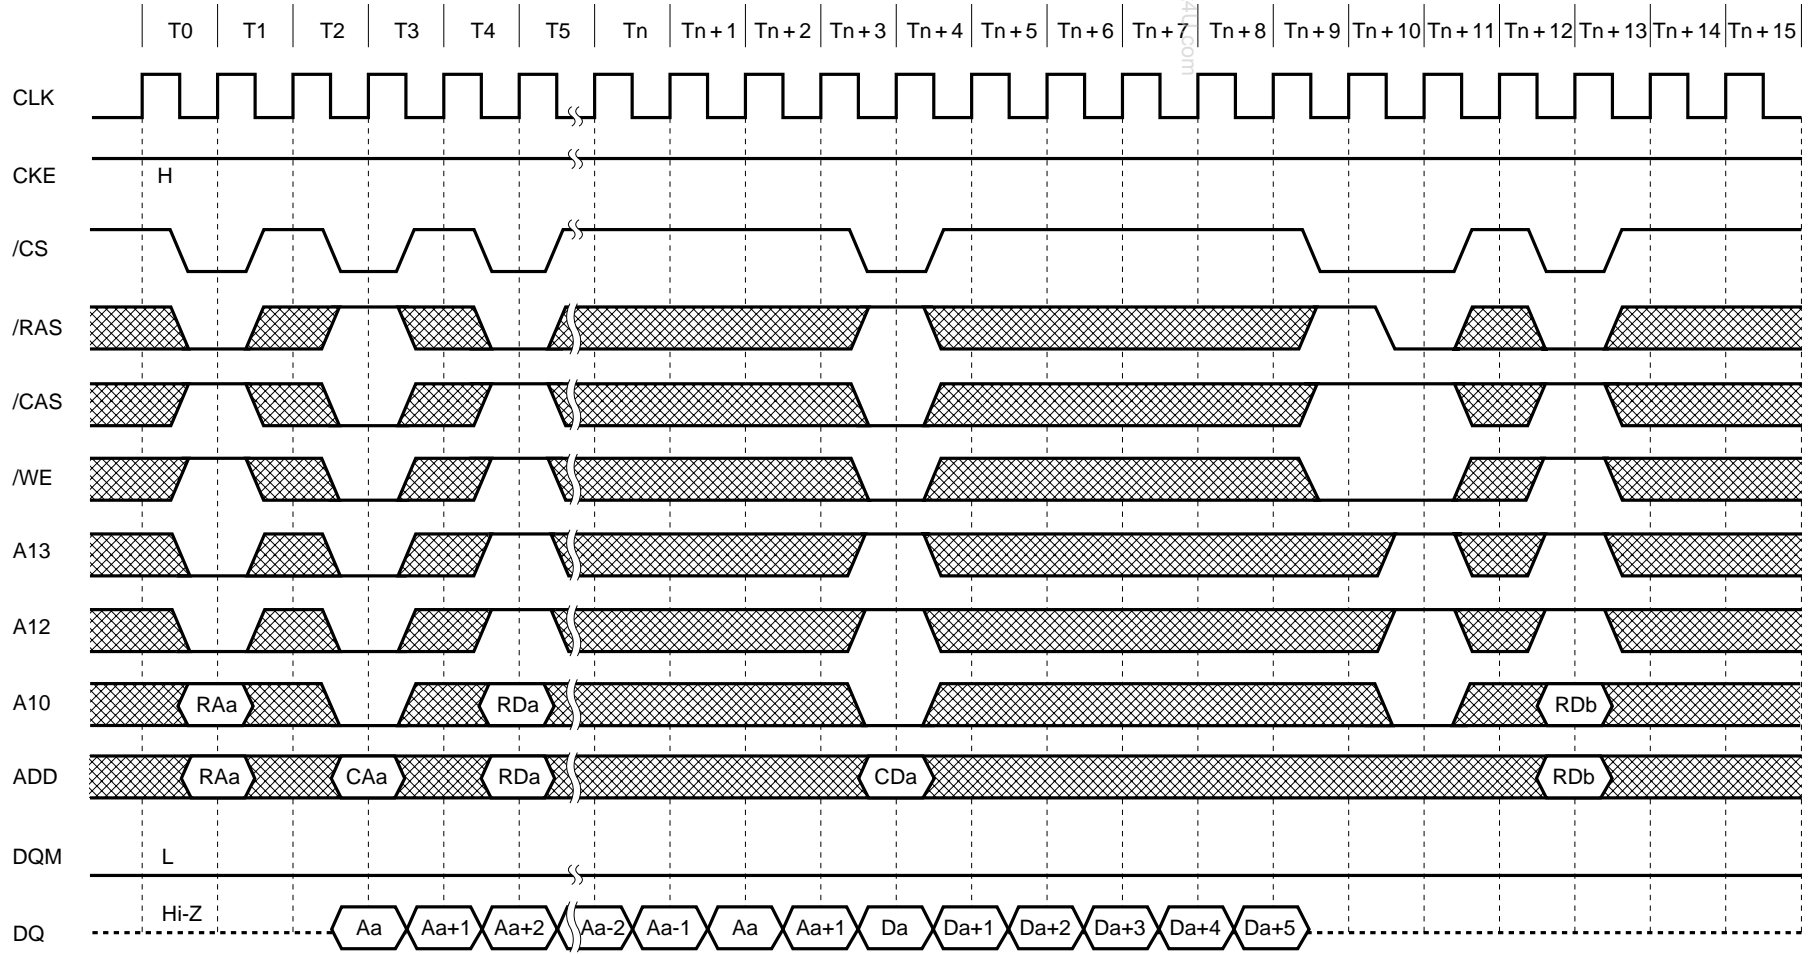 T0 T1 T2 T3 T4 T5 Tn Tn + 1 Tn + 2 Tn + 3 Tn + 4 Tn + 5 Tn + 6 Tn + 7 Tn + 8 Tn + 9 Tn + 10 Tn + 11 Tn + 12 Tn + 13 Tn + 14 Tn + 15
4U.com
CLK
CKE H
/CS
/RAS
/CAS
/WE
A13
A12
A10 RAa RDa RDb
ADD RAa CAa RDa CDa RDb
DQM L
Hi-Z
DQ Aa Aa+1 Aa+2 Aa-2 Aa-1 Aa Aa+1 Da Da+1 Da+2 Da+3 Da+4 Da+5